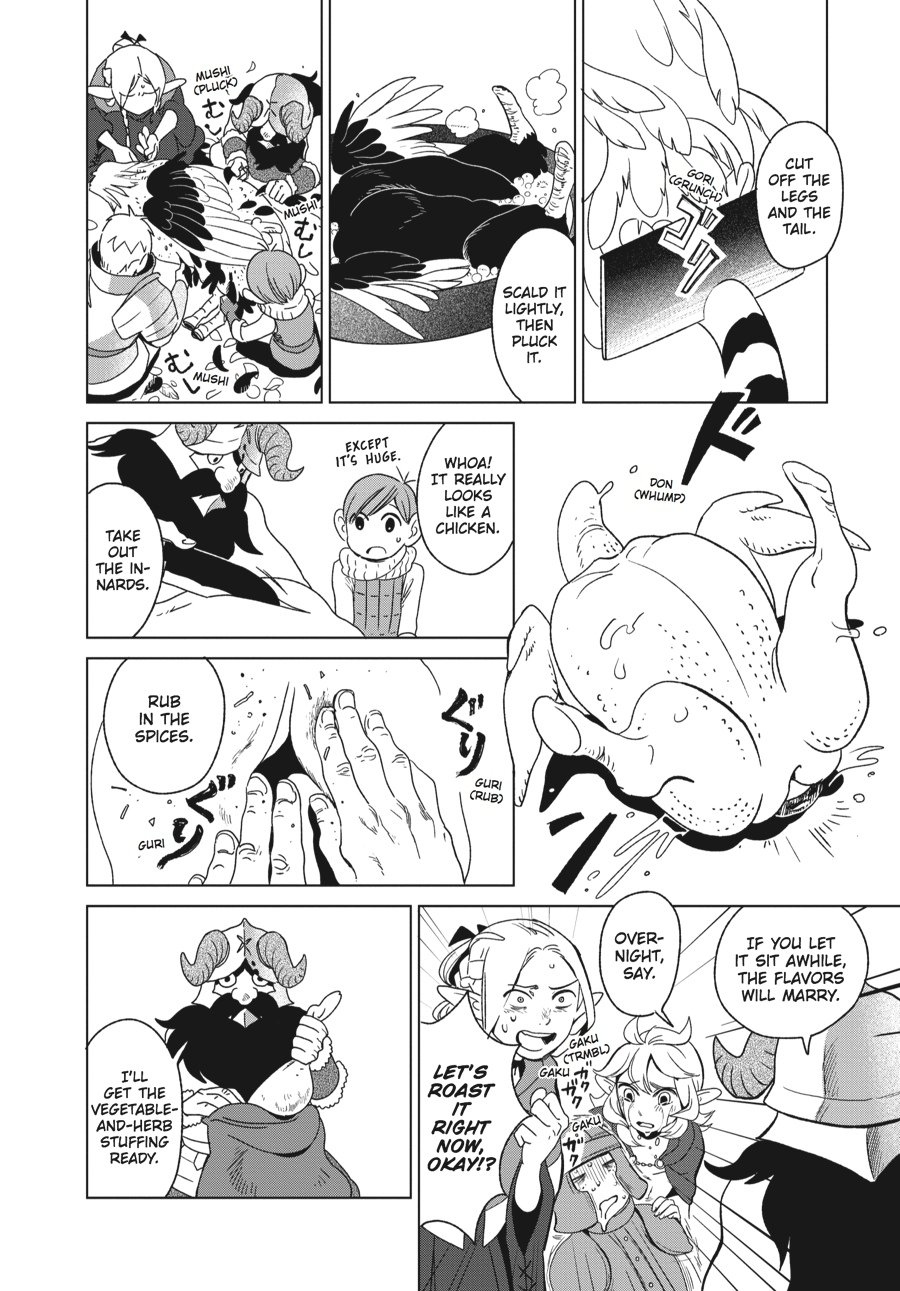 CUT
OFF THE
LEGS
AND THE
TAIL.
GORI
(GRUNCH)
ゴリッ
SCALD IT
LIGHTLY,
THEN
PLUCK
IT.
MUSHI
(PLUCK)
むし
MUSHI
むし
MUSHI
むし
ドン
DON
(WHUMP)
WHOA!
IT REALLY
LOOKS
LIKE A
CHICKEN.
EXCEPT
IT'S HUGE.
TAKE
OUT
THE IN-
NARDS.
RUB
IN THE
SPICES.
ぐり
GURI
(RUB)
ぐり
GURI
IF YOU LET
IT SIT AWHILE,
THE FLAVORS
WILL MARRY.
OVER-
NIGHT,
SAY.
GAKU
(TRMBL)
GAKU
ガク
GAKU
ガク
LET'S
ROAST
IT
RIGHT
NOW,
OKAY!?
I'LL
GET THE
VEGETABLE-
AND-HERB
STUFFING
READY.